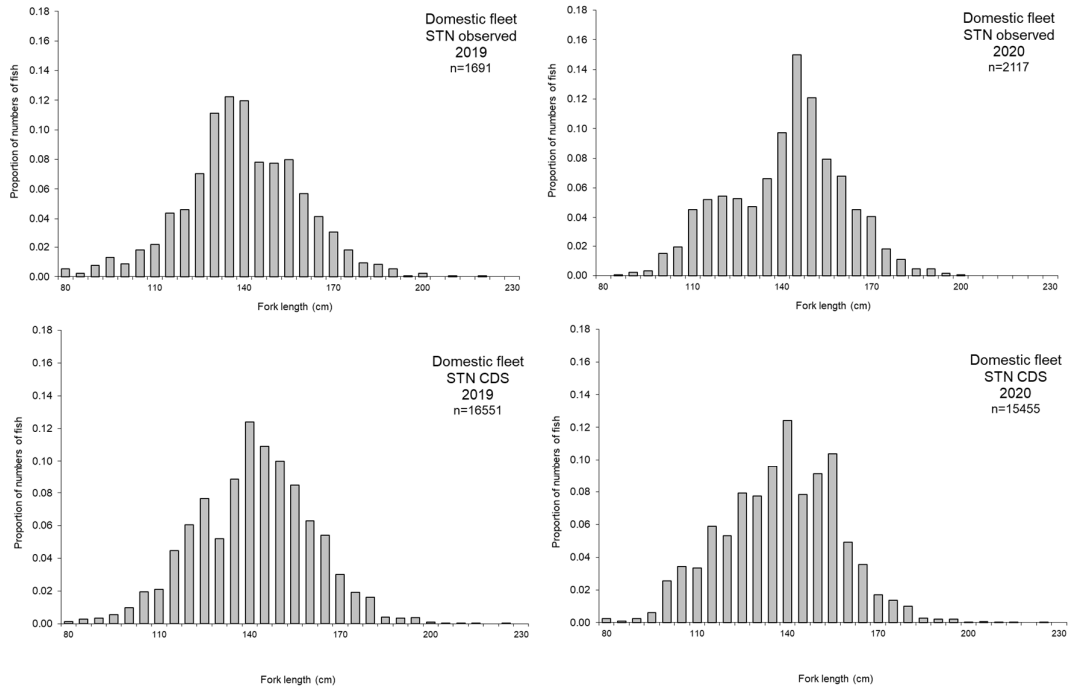 Domestic fleet
STN observed
2019
n=1691
Proportion of numbers of fish
0.18
0.16
0.14
0.12
0.10
0.08
0.06
0.04
0.02
0.00
80 110 140 170 200 230
Fork length (cm)
Domestic fleet
STN observed
2020
n=2117
Proportion of numbers of fish
0.18
0.16
0.14
0.12
0.10
0.08
0.06
0.04
0.02
0.00
80 110 140 170 200 230
Fork length (cm)
Domestic fleet
STN CDS
2019
n=16551
Proportion of numbers of fish
0.18
0.16
0.14
0.12
0.10
0.08
0.06
0.04
0.02
0.00
80 110 140 170 200 230
Fork length (cm)
Domestic fleet
STN CDS
2020
n=15455
Proportion of numbers of fish
0.18
0.16
0.14
0.12
0.10
0.08
0.06
0.04
0.02
0.00
80 110 140 170 200 230
Fork length (cm)